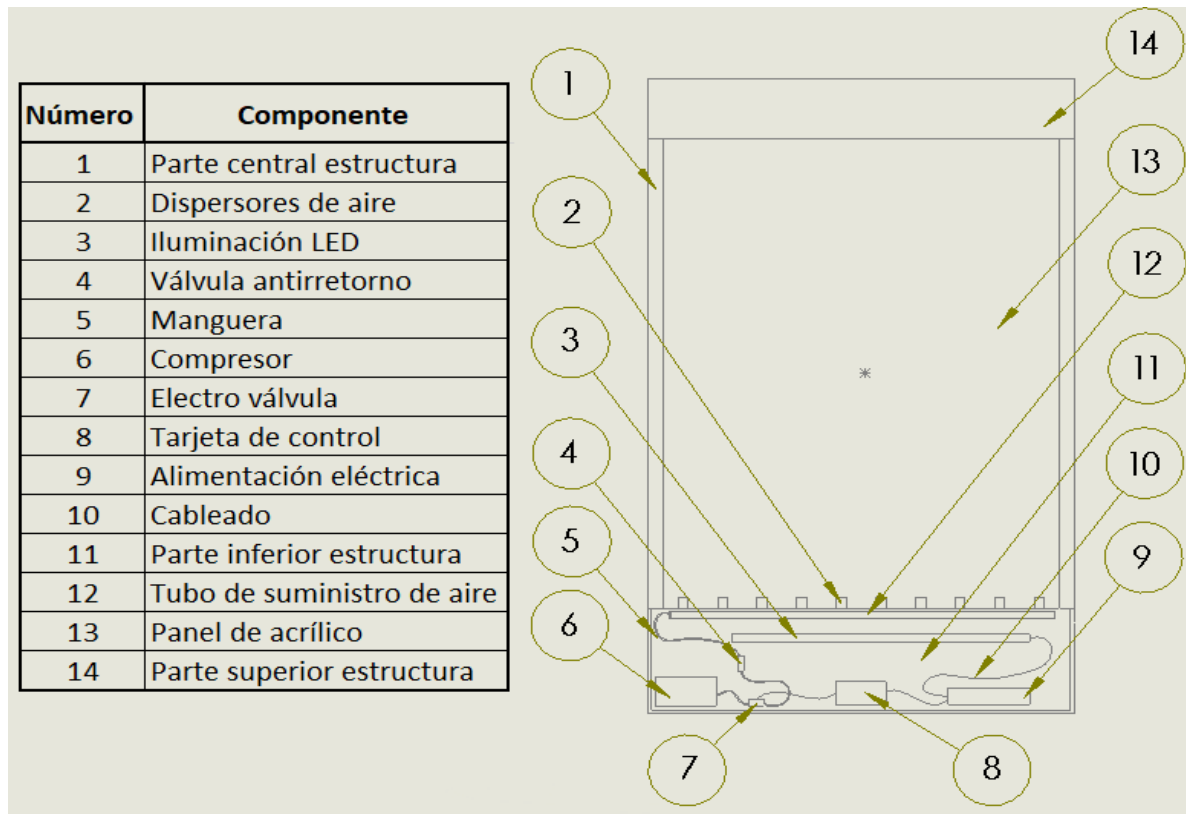 Número Componente
1 Parte central estructura
2 Dispersores de aire
3 Iluminación LED
4 Válvula antirretorno
5 Manguera
6 Compresor
7 Electro válvula
8 Tarjeta de control
9 Alimentación eléctrica
10 Cableado
11 Parte inferior estructura
12 Tubo de suministro de aire
13 Panel de acrílico
14 Parte superior estructura
1
2
3
4
5
6
7
8
9
10
11
12
13
14